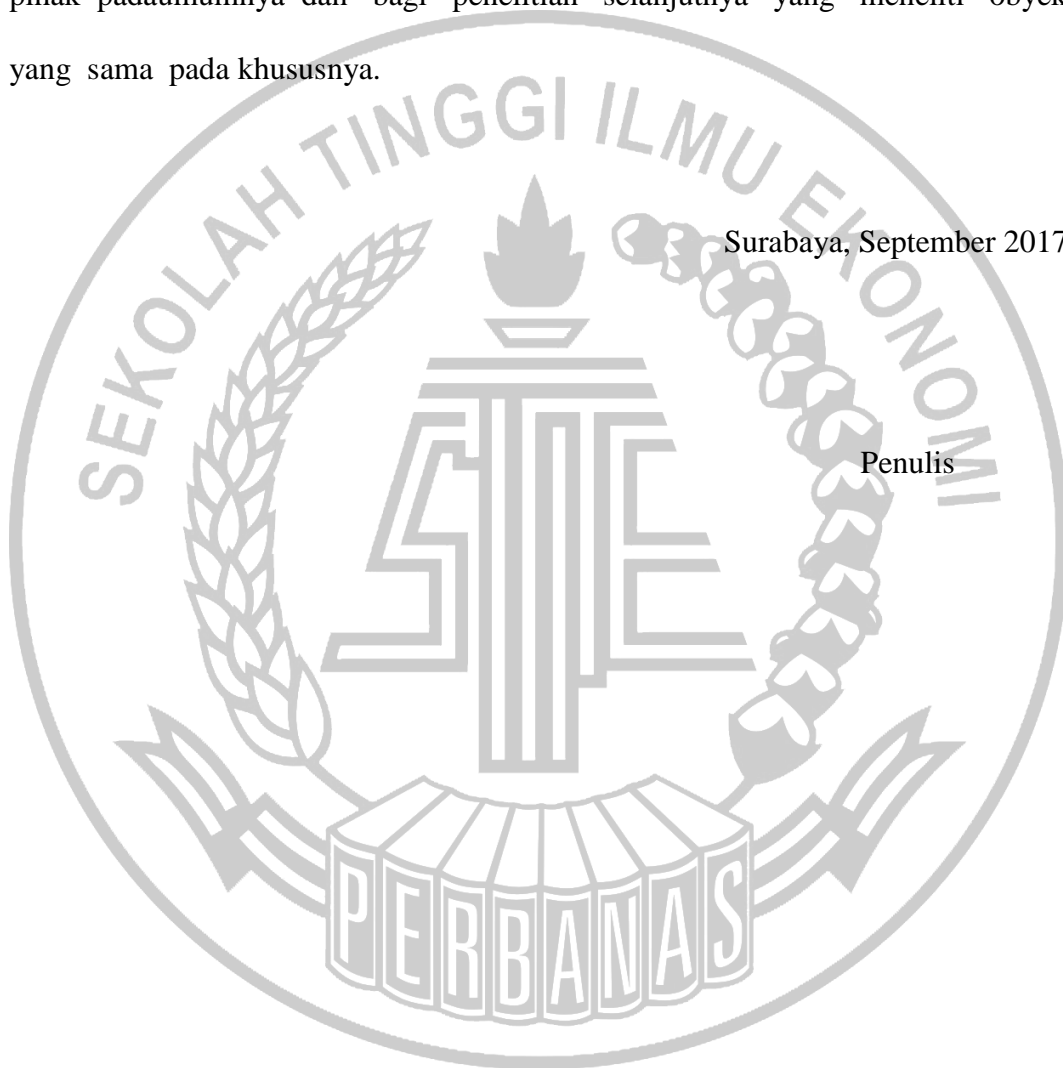 pihak padaumumnya dan bagi penelitian selanjutnya yang meneliti obyek
yang sama pada khususnya.
SEKOLAH TINGGI ILMU EKONOMI
Surabaya, September 2017
Penulis
STIE
PERBANAS